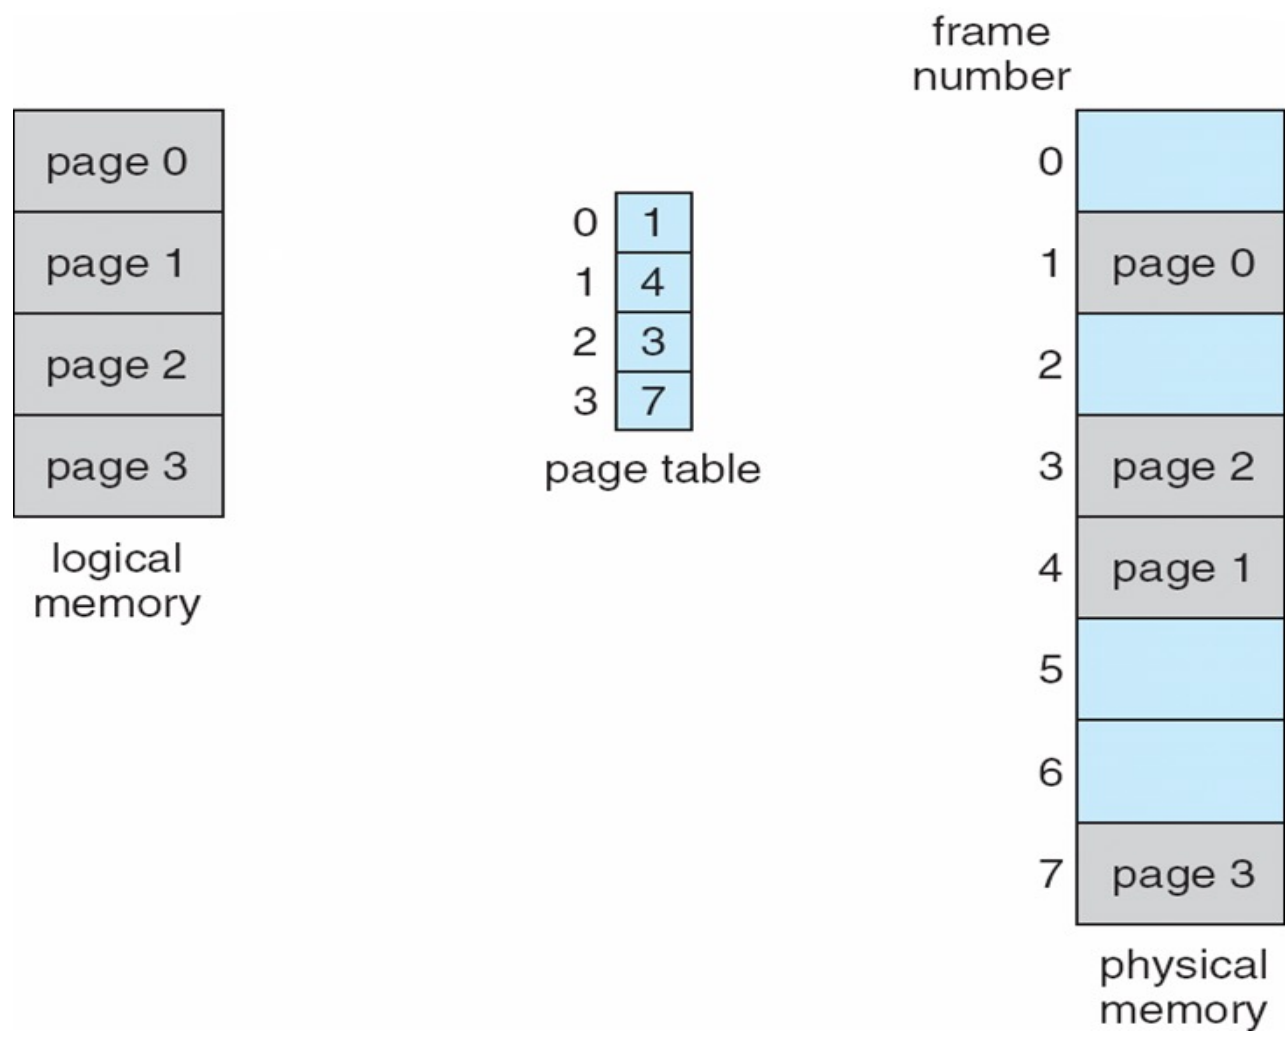 page 0
page 1
page 2
page 3
logical
memory
0 1
1 4
2 3
3 7
page table
frame
number
0
1 page 0
2
3 page 2
4 page 1
5
6
7 page 3
physical
memory